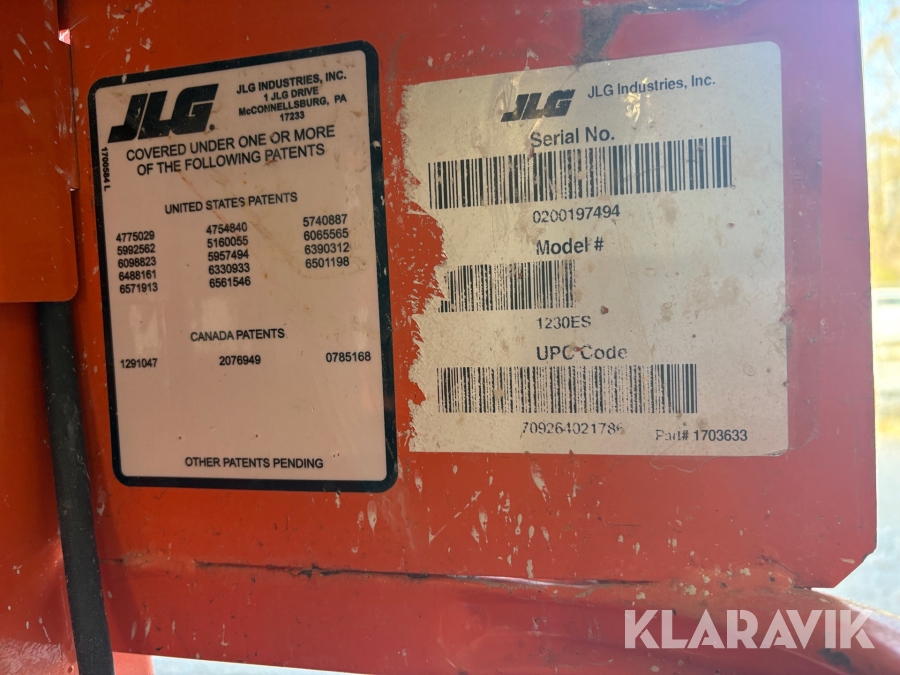 JLG
JLG INDUSTRIES, INC.
1 JLG DRIVE
McCONNELLSBURG, PA
17233
1700584 L
COVERED UNDER ONE OR MORE
OF THE FOLLOWING PATENTS
UNITED STATES PATENTS
4775029 4754840 5740887
5992562 5160055 6065565
6098823 5957494 6390312
6488161 6330933 6501198
6571913 6561546
CANADA PATENTS
1291047 2076949 0785168
OTHER PATENTS PENDING
JLG JLG Industries, Inc.
Serial No.
0200197494
Model #
1230ES
UPC Code
709264021786
Part# 1703633
KLARAVIK